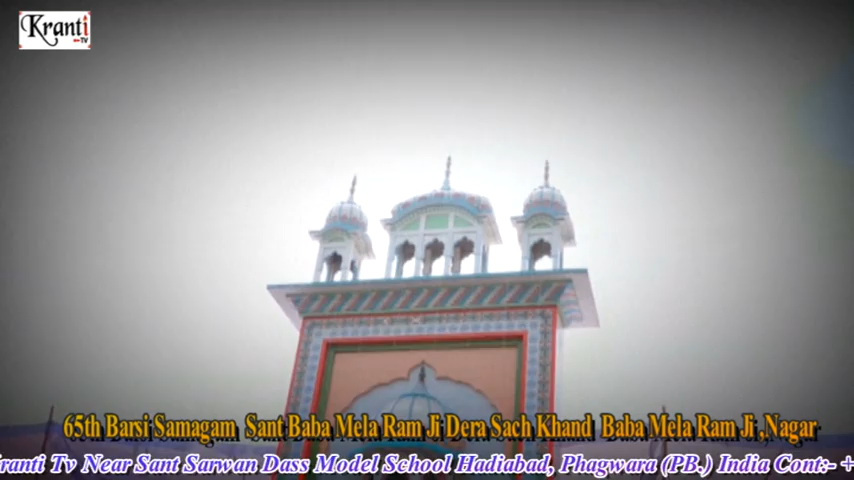 Kranti
TV
65th Barsi Samagam Sant Baba Mela Ram Ji Dera Sach Khand Baba Mela Ram Ji ,Nagar
Kranti Tv Near Sant Sarwan Dass Model School Hadiabad, Phagwara (PB.) India Cont:- +